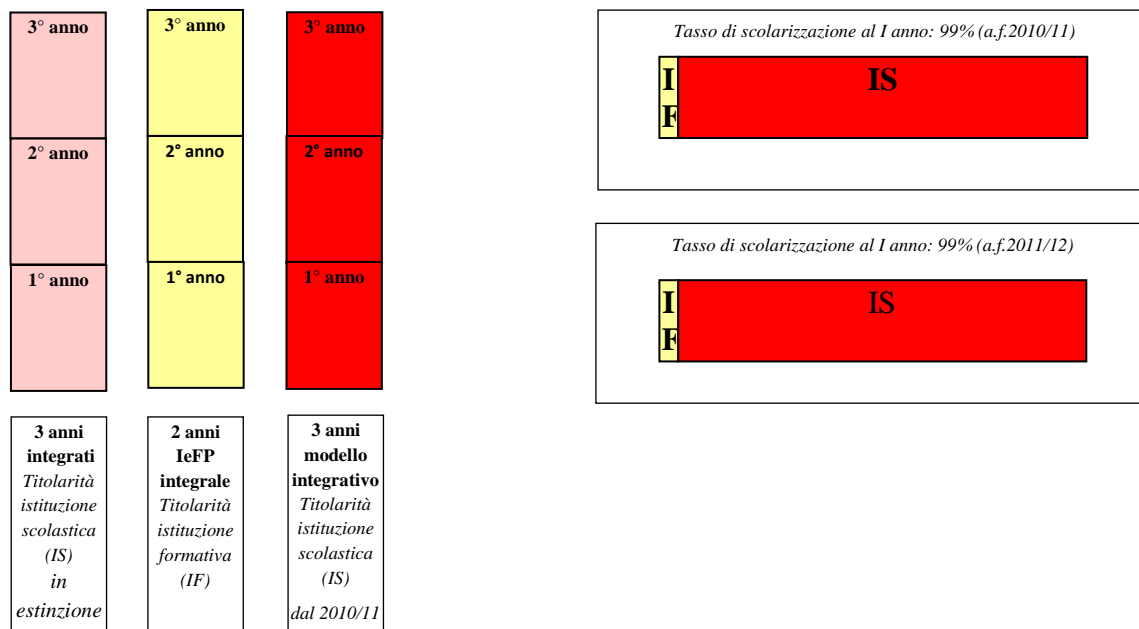 3° anno
3° anno
3° anno
2° anno
2° anno
2° anno
1° anno
1° anno
1° anno
3 anni
integrati
Titolarità
istituzione
scolastica
(IS)
in
estinzione
2 anni
IeFP
integrale
Titolarità
istituzione
formativa
(IF)
3 anni
modello
integrativo
Titolarità
istituzione
scolastica
(IS)
dal 2010/11
Tasso di scolarizzazione al I anno: 99% (a.f.2010/11)
I
F
IS
Tasso di scolarizzazione al I anno: 99% (a.f.2011/12)
I
F
IS